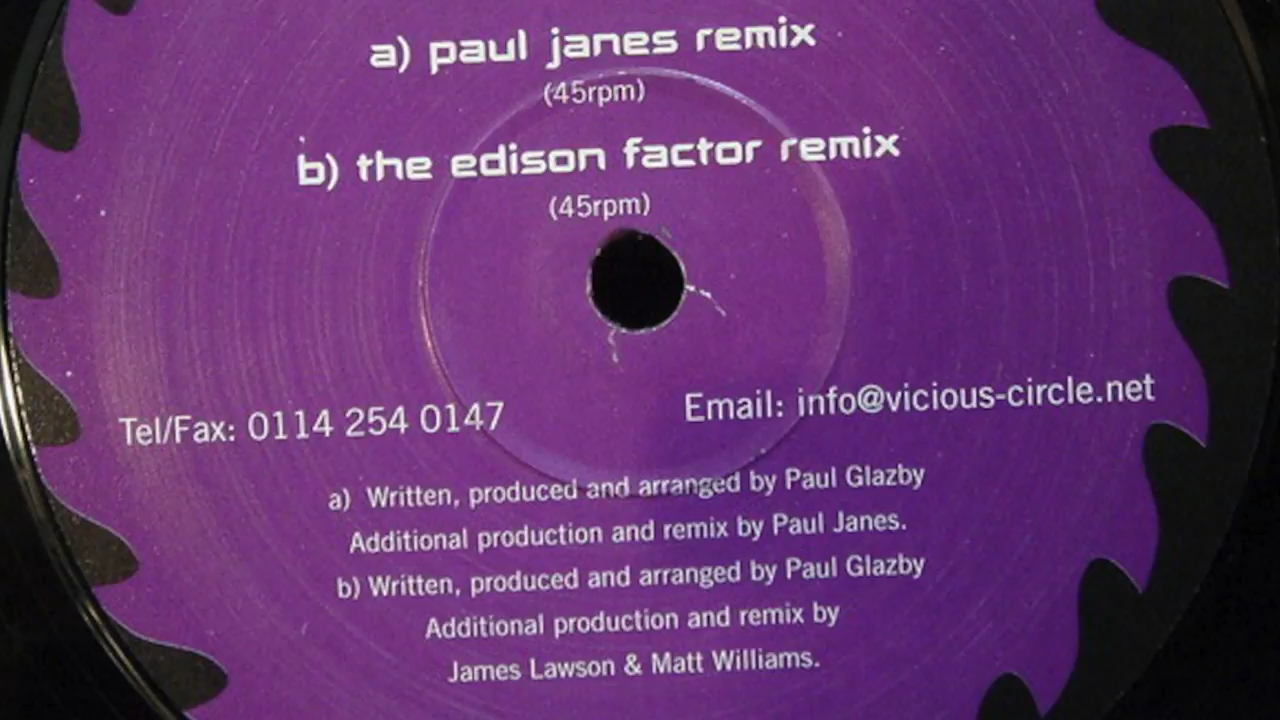 a) paul janes remix
(45rpm)
b) the edison factor remix
(45rpm)
Tel/Fax: 0114 254 0147
Email: info@vicious-circle.net
a) Written, produced and arranged by Paul Glazby
Additional production and remix by Paul Janes.
b) Written, produced and arranged by Paul Glazby
Additional production and remix by
James Lawson & Matt Williams.